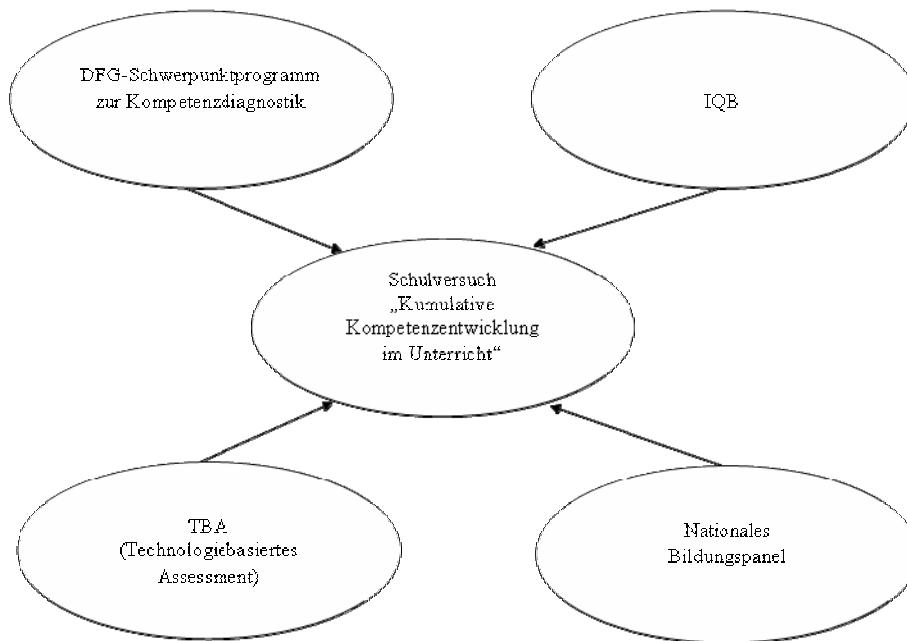 DFG-Schwerpunktprogramm
zur Kompetenzdiagnostik
IQB
Schulversuch
„Kumulative
Kompetenzentwicklung
im Unterricht“
TBA
(Technologiebasiertes
Assessment)
Nationales
Bildungspanel